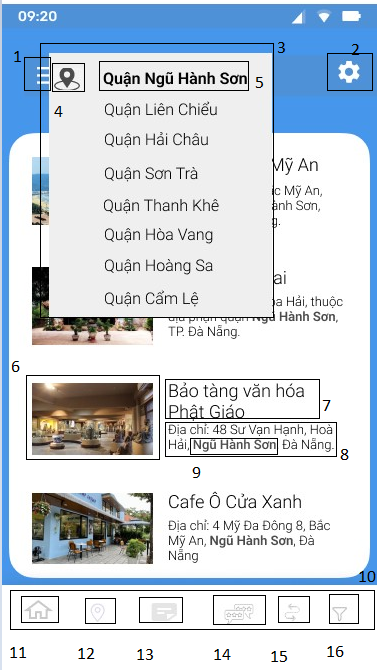 09:20
1
2
3
4
5
Quận Ngũ Hành Sơn
Quận Liên Chiểu
Quận Hải Châu
Quận Sơn Trà
Quận Thanh Khê
Quận Hòa Vang
Quận Hoàng Sa
Quận Cẩm Lệ
Mỹ An
Mỹ An,
Hành Sơn,
Hải, thuộc
địa phận quận Ngũ Hành Sơn,
TP. Đà Nẵng.
6
Bảo tàng văn hóa
Phật Giáo
7
Địa chỉ: 48 Sư Vạn Hạnh, Hoà
Hải, Ngũ Hành Sơn Đà Nẵng.
8
9
Cafe Ô Cửa Xanh
Địa chỉ: 4 Mỹ Đa Đông 8, Bắc
Mỹ An, Ngũ Hành Sơn, Đà
Nẵng
10
11
12
13
14
15
16